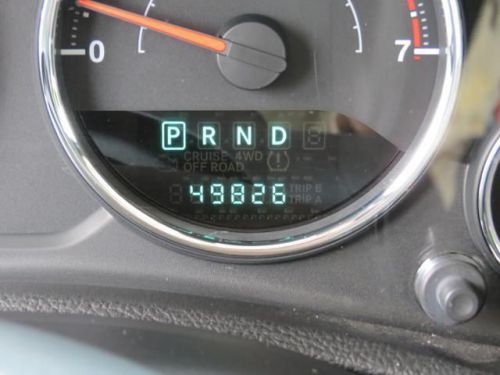 0 7
P R N D
CRUISE 4WD
OFF ROAD
49826 TRIP B
TRIP A